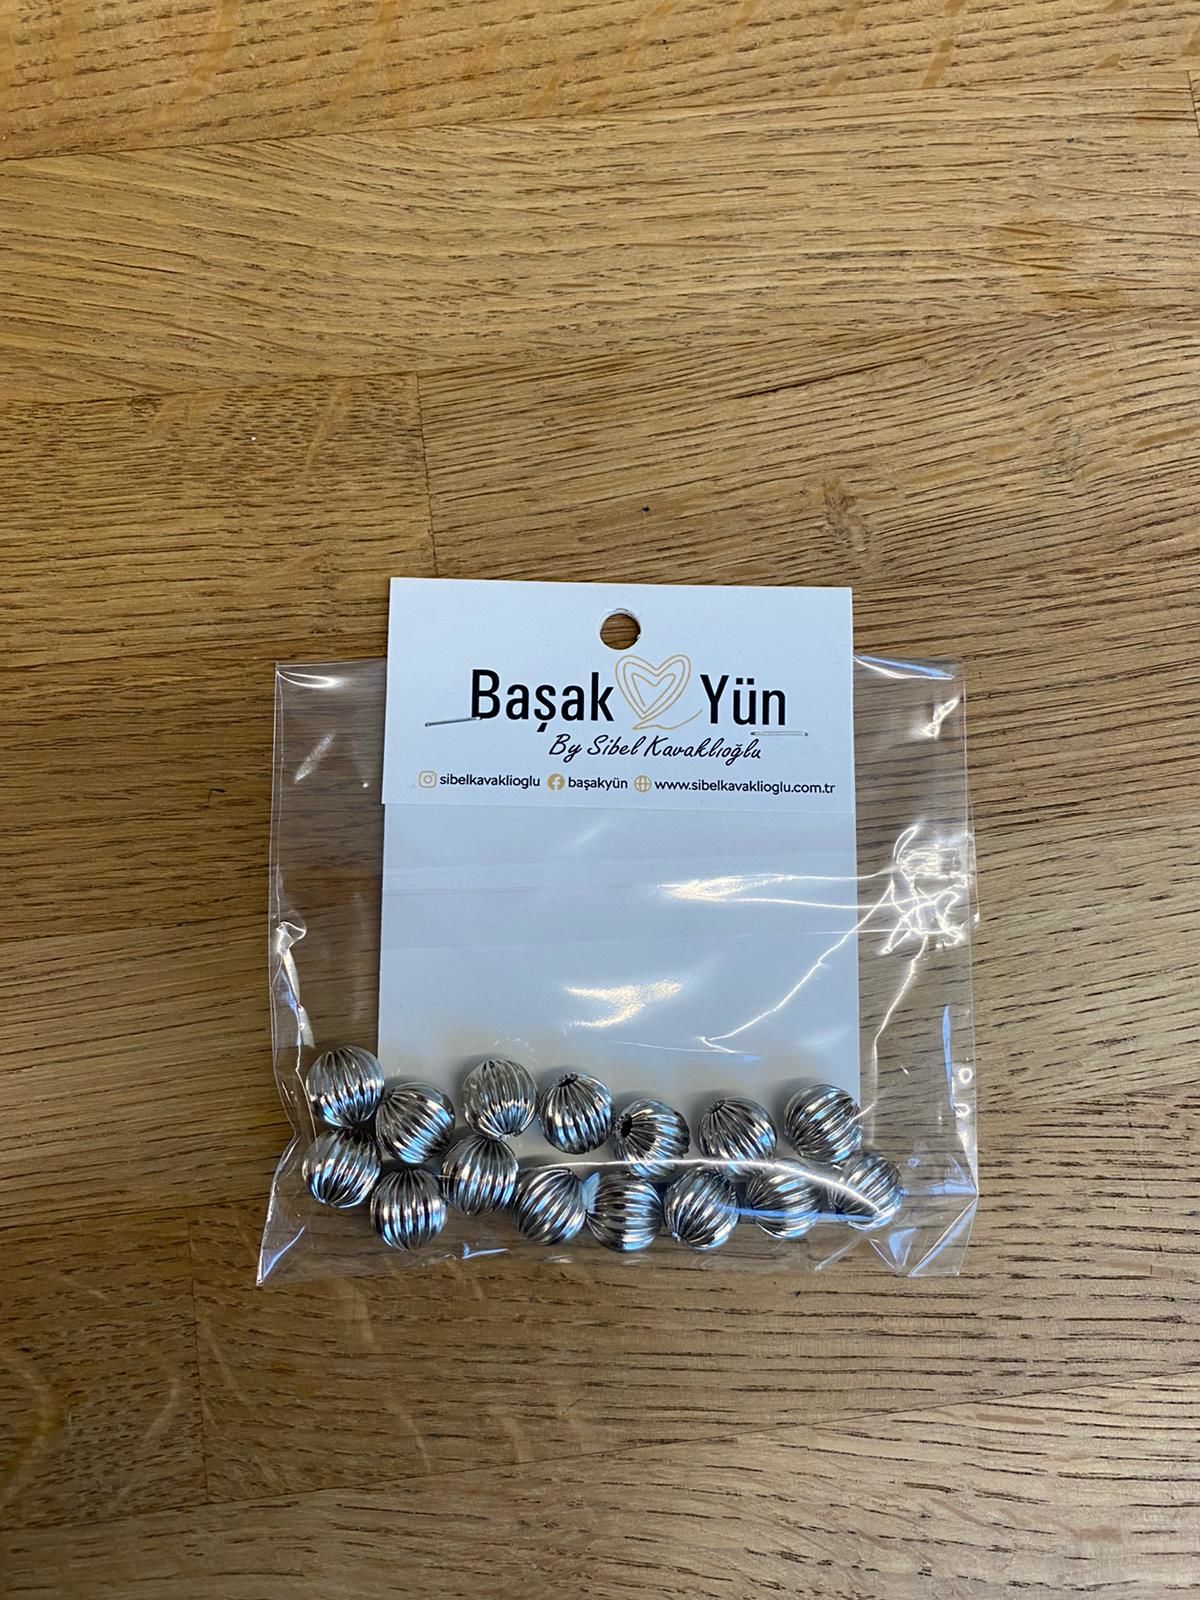 Başak Yün
By Sibel Kavaklıoğlu
sibelkavaklioglu başakyün www.sibelkavaklioglu.com.tr